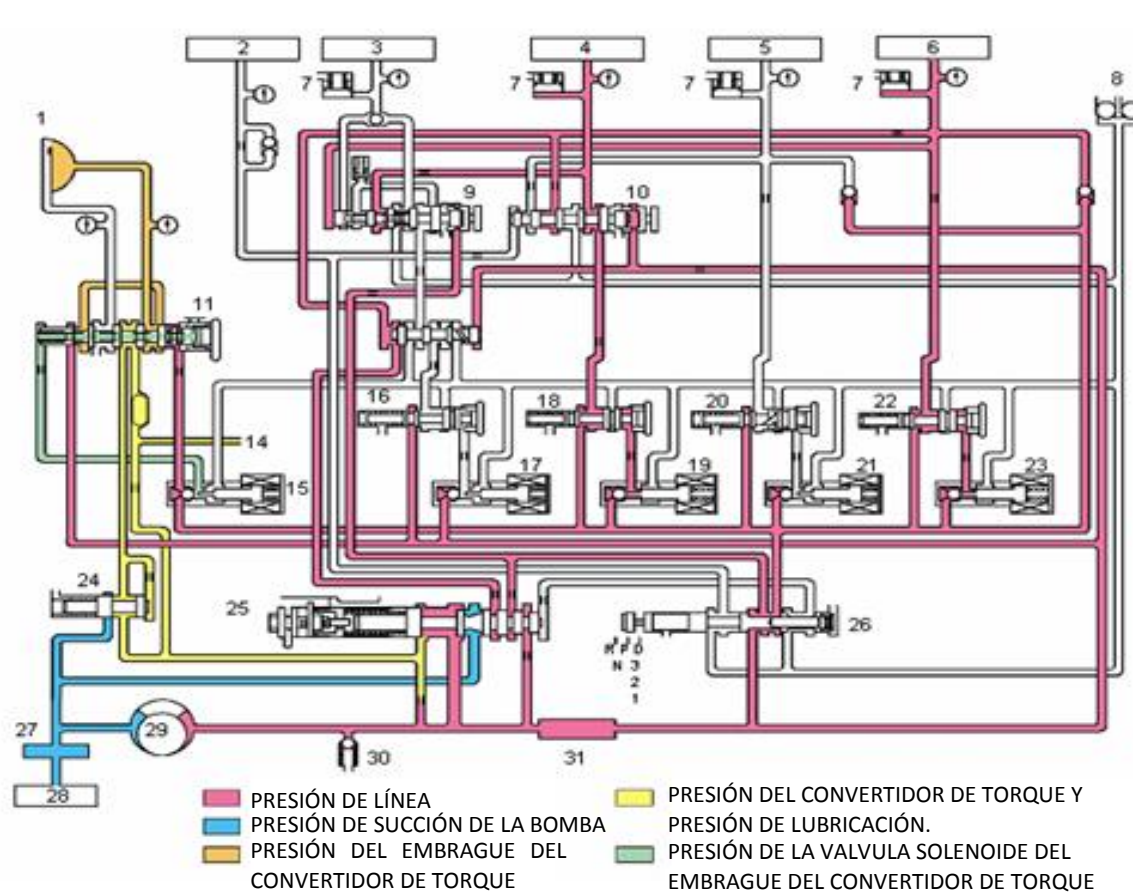 2 3 4 5 6
7 7 7 7 8
1
9 10
11
16 18 20 22
14
15 17 19 21 23
24
25 26
R P D
N 3
2
1
27 29
30 31
28
PRESIÓN DE LÍNEA
PRESIÓN DE SUCCIÓN DE LA BOMBA
PRESIÓN DEL EMBRAGUE DEL
CONVERTIDOR DE TORQUE
PRESIÓN DEL CONVERTIDOR DE TORQUE Y
PRESIÓN DE LUBRICACIÓN.
PRESIÓN DE LA VALVULA SOLENOIDE DEL
EMBRAGUE DEL CONVERTIDOR DE TORQUE